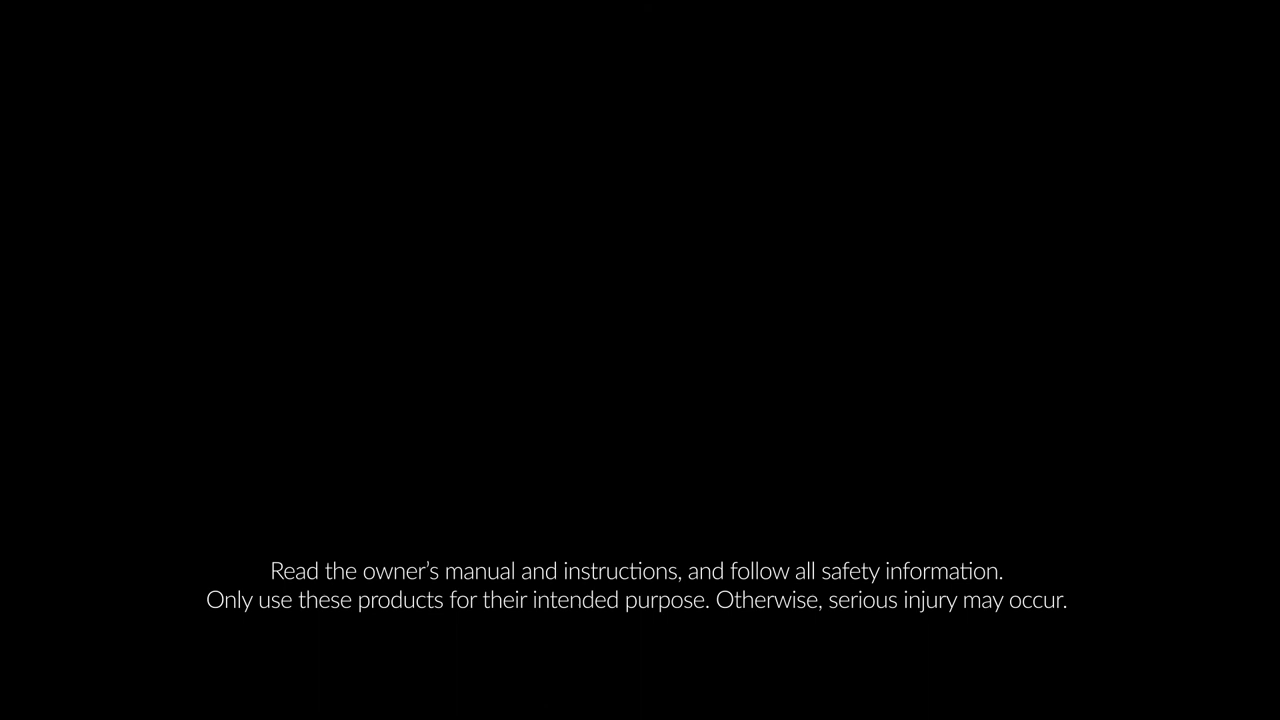 Read the owner’s manual and instructions, and follow all safety information.
Only use these products for their intended purpose. Otherwise, serious injury may occur.